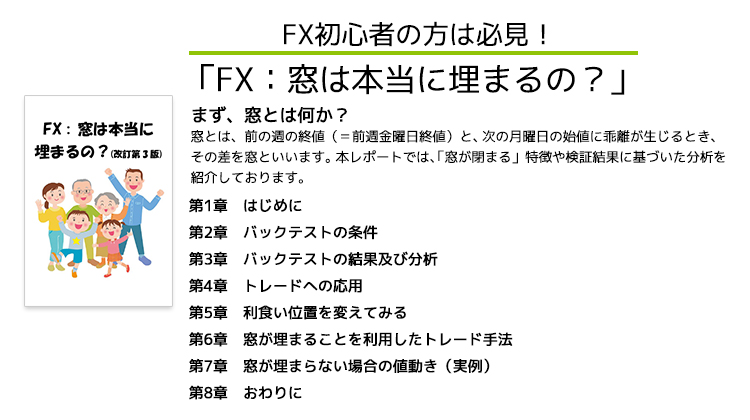 FX初心者の方は必見！
「FX：窓は本当に埋まるの？」
まず、窓とは何か？
窓とは、前の週の終値（＝前週金曜日終値）と、次の月曜日の始値に乖離が生じるとき、
その差を窓といいます。本レポートでは、「窓が閉まる」特徴や検証結果に基づいた分析を
紹介しております。
FX：窓は本当に
埋まるの？(改訂第３版)
第1章　はじめに
第2章　バックテストの条件
第3章　バックテストの結果及び分析
第4章　トレードへの応用
第5章　利食い位置を変えてみる
第6章　窓が埋まることを利用したトレード手法
第7章　窓が埋まらない場合の値動き（実例）
第8章　おわりに